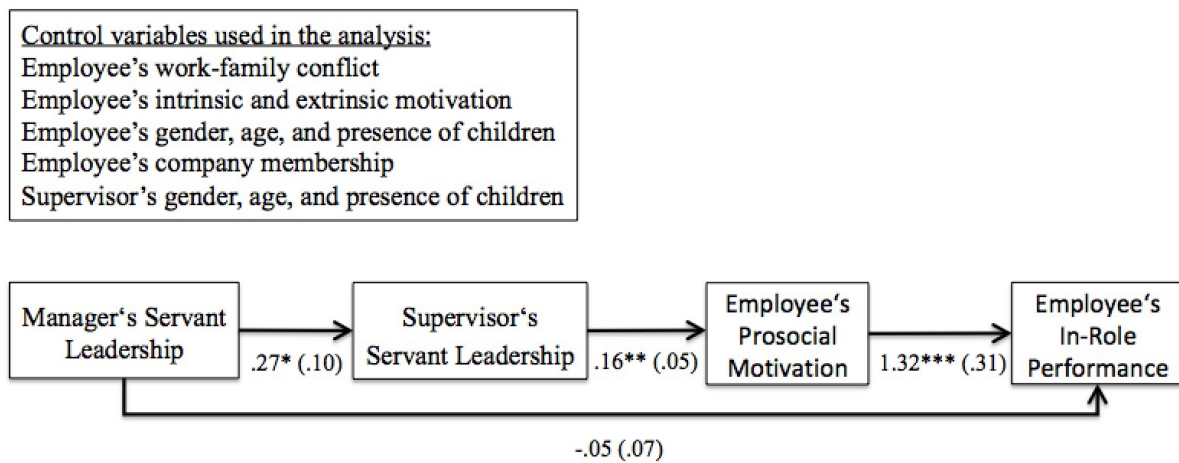 Control variables used in the analysis:
Employee's work-family conflict
Employee's intrinsic and extrinsic motivation
Employee's gender, age, and presence of children
Employee's company membership
Supervisor's gender, age, and presence of children
Manager‘s Servant
Leadership
.27* (.10)
Supervisor‘s
Servant Leadership
.16** (.05)
Employee‘s
Prosocial
Motivation
1.32*** (.31)
Employee‘s
In-Role
Performance
-.05 (.07)